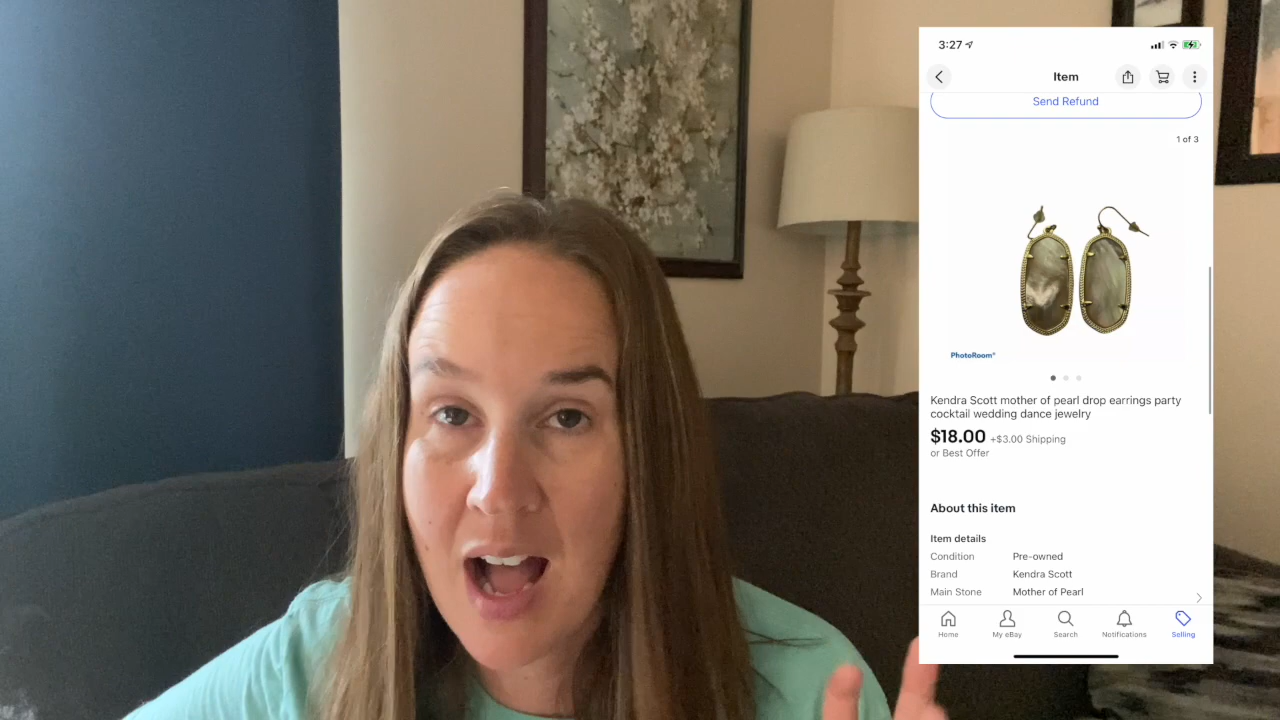 3:27
Item
Send Refund
1 of 3
PhotoRoom®
Kendra Scott mother of pearl drop earrings party
cocktail wedding dance jewelry
$18.00 +$3.00 Shipping
or Best Offer
About this item
Item details
Condition Pre-owned
Brand Kendra Scott
Main Stone Mother of Pearl
Home My eBay Search Notifications Selling